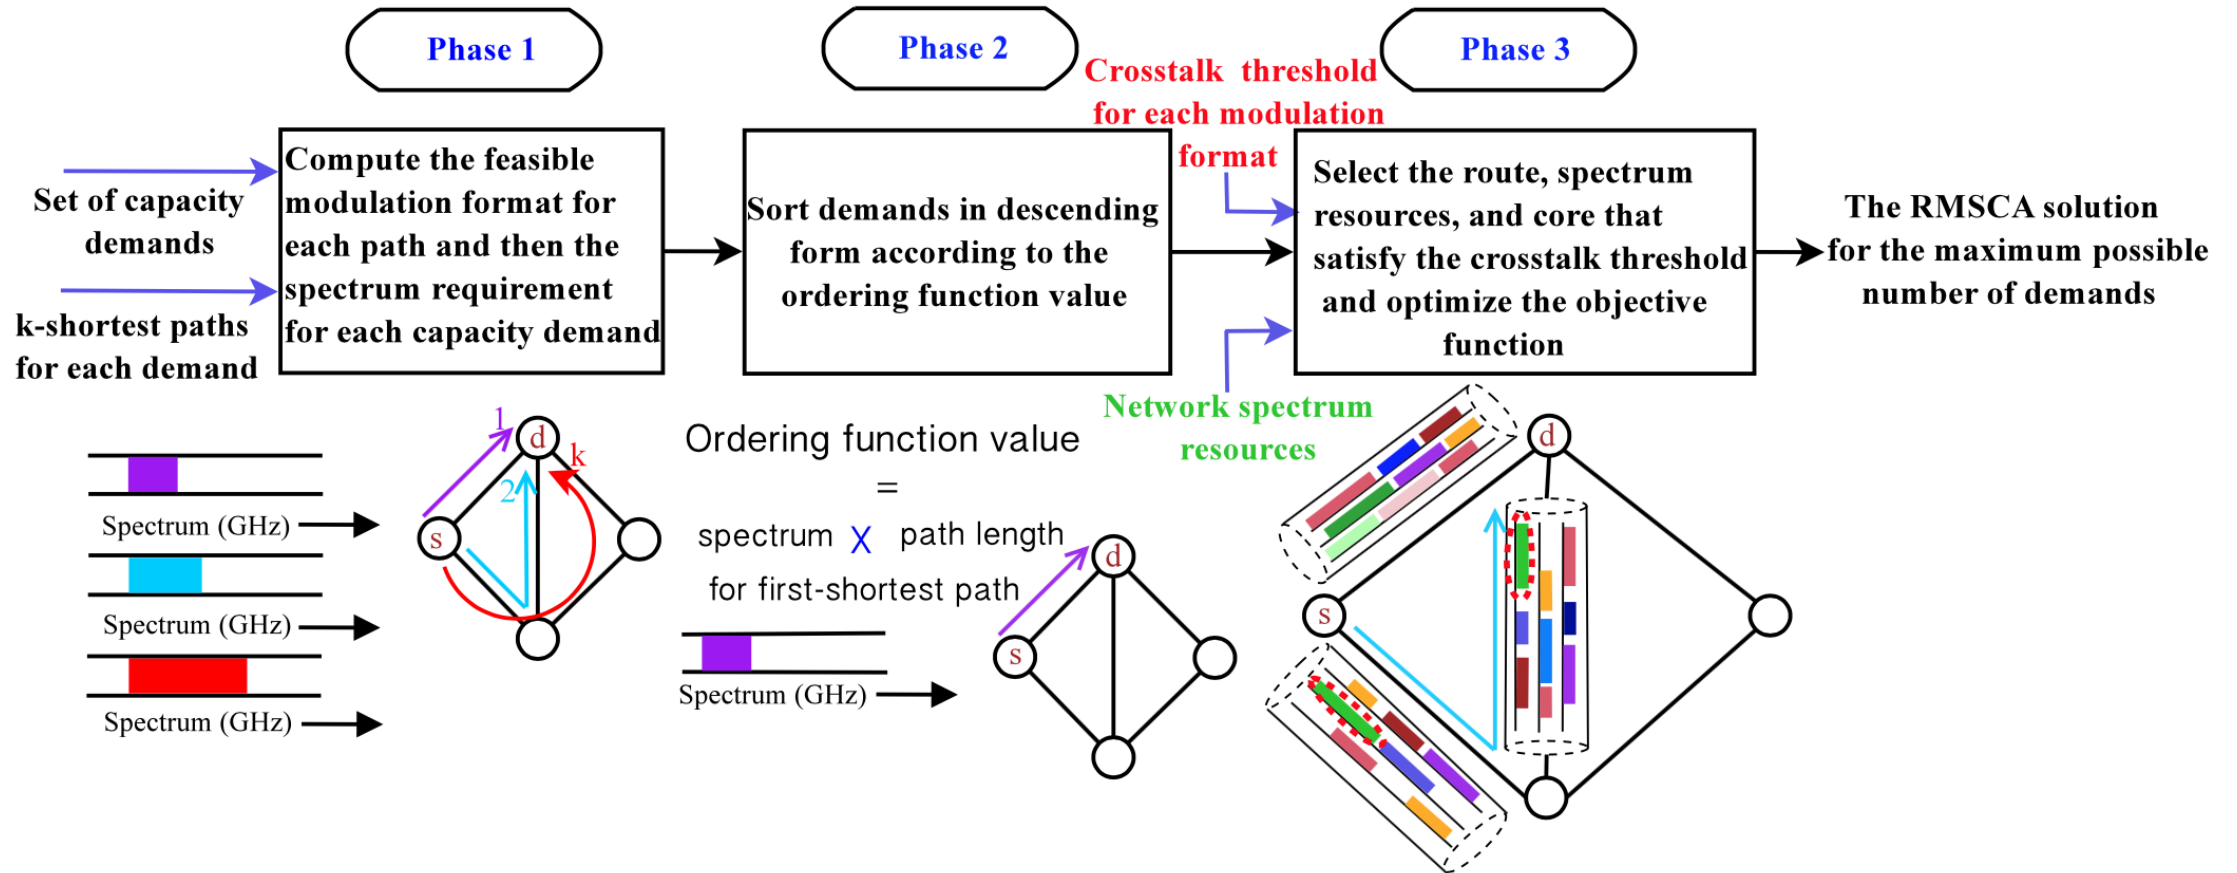 Phase 1
Phase 2
Phase 3
Crosstalk threshold
for each modulation
format
Set of capacity
demands
k-shortest paths
for each demand
Compute the feasible
modulation format for
each path and then the
spectrum requirement
for each capacity demand
Sort demands in descending
form according to the
ordering function value
Select the route, spectrum
resources, and core that
satisfy the crosstalk threshold
and optimize the objective
function
The RMSCA solution
for the maximum possible
number of demands
Network spectrum
resources
Spectrum (GHz)
Spectrum (GHz)
Spectrum (GHz)
1
d
k
2
s
Ordering function value
=
spectrum X path length
for first-shortest path
Spectrum (GHz)
d
s
d
s